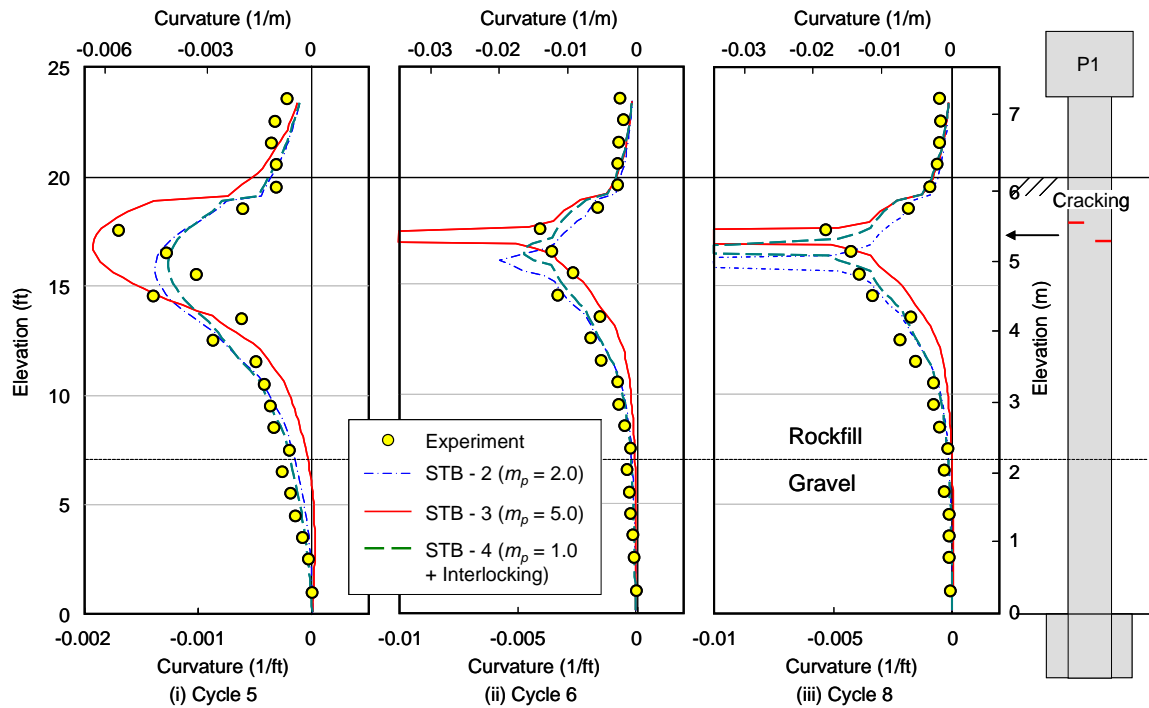 Curvature (1/m)
Curvature (1/m)
Curvature (1/m)
-0.006
-0.003
0
-0.03
-0.02
-0.01
0
-0.03
-0.02
-0.01
0
25
20
15
10
5
0
Elevation (ft)
P1
7
6
5
4
3
2
1
0
Elevation (m)
Cracking
Rockfill
Gravel
Experiment
STB - 2 (mp = 2.0)
STB - 3 (mp = 5.0)
STB - 4 (mp = 1.0
+ Interlocking)
-0.002
-0.001
0
-0.01
-0.005
0
-0.01
-0.005
0
Curvature (1/ft)
Curvature (1/ft)
Curvature (1/ft)
(i) Cycle 5
(ii) Cycle 6
(iii) Cycle 8